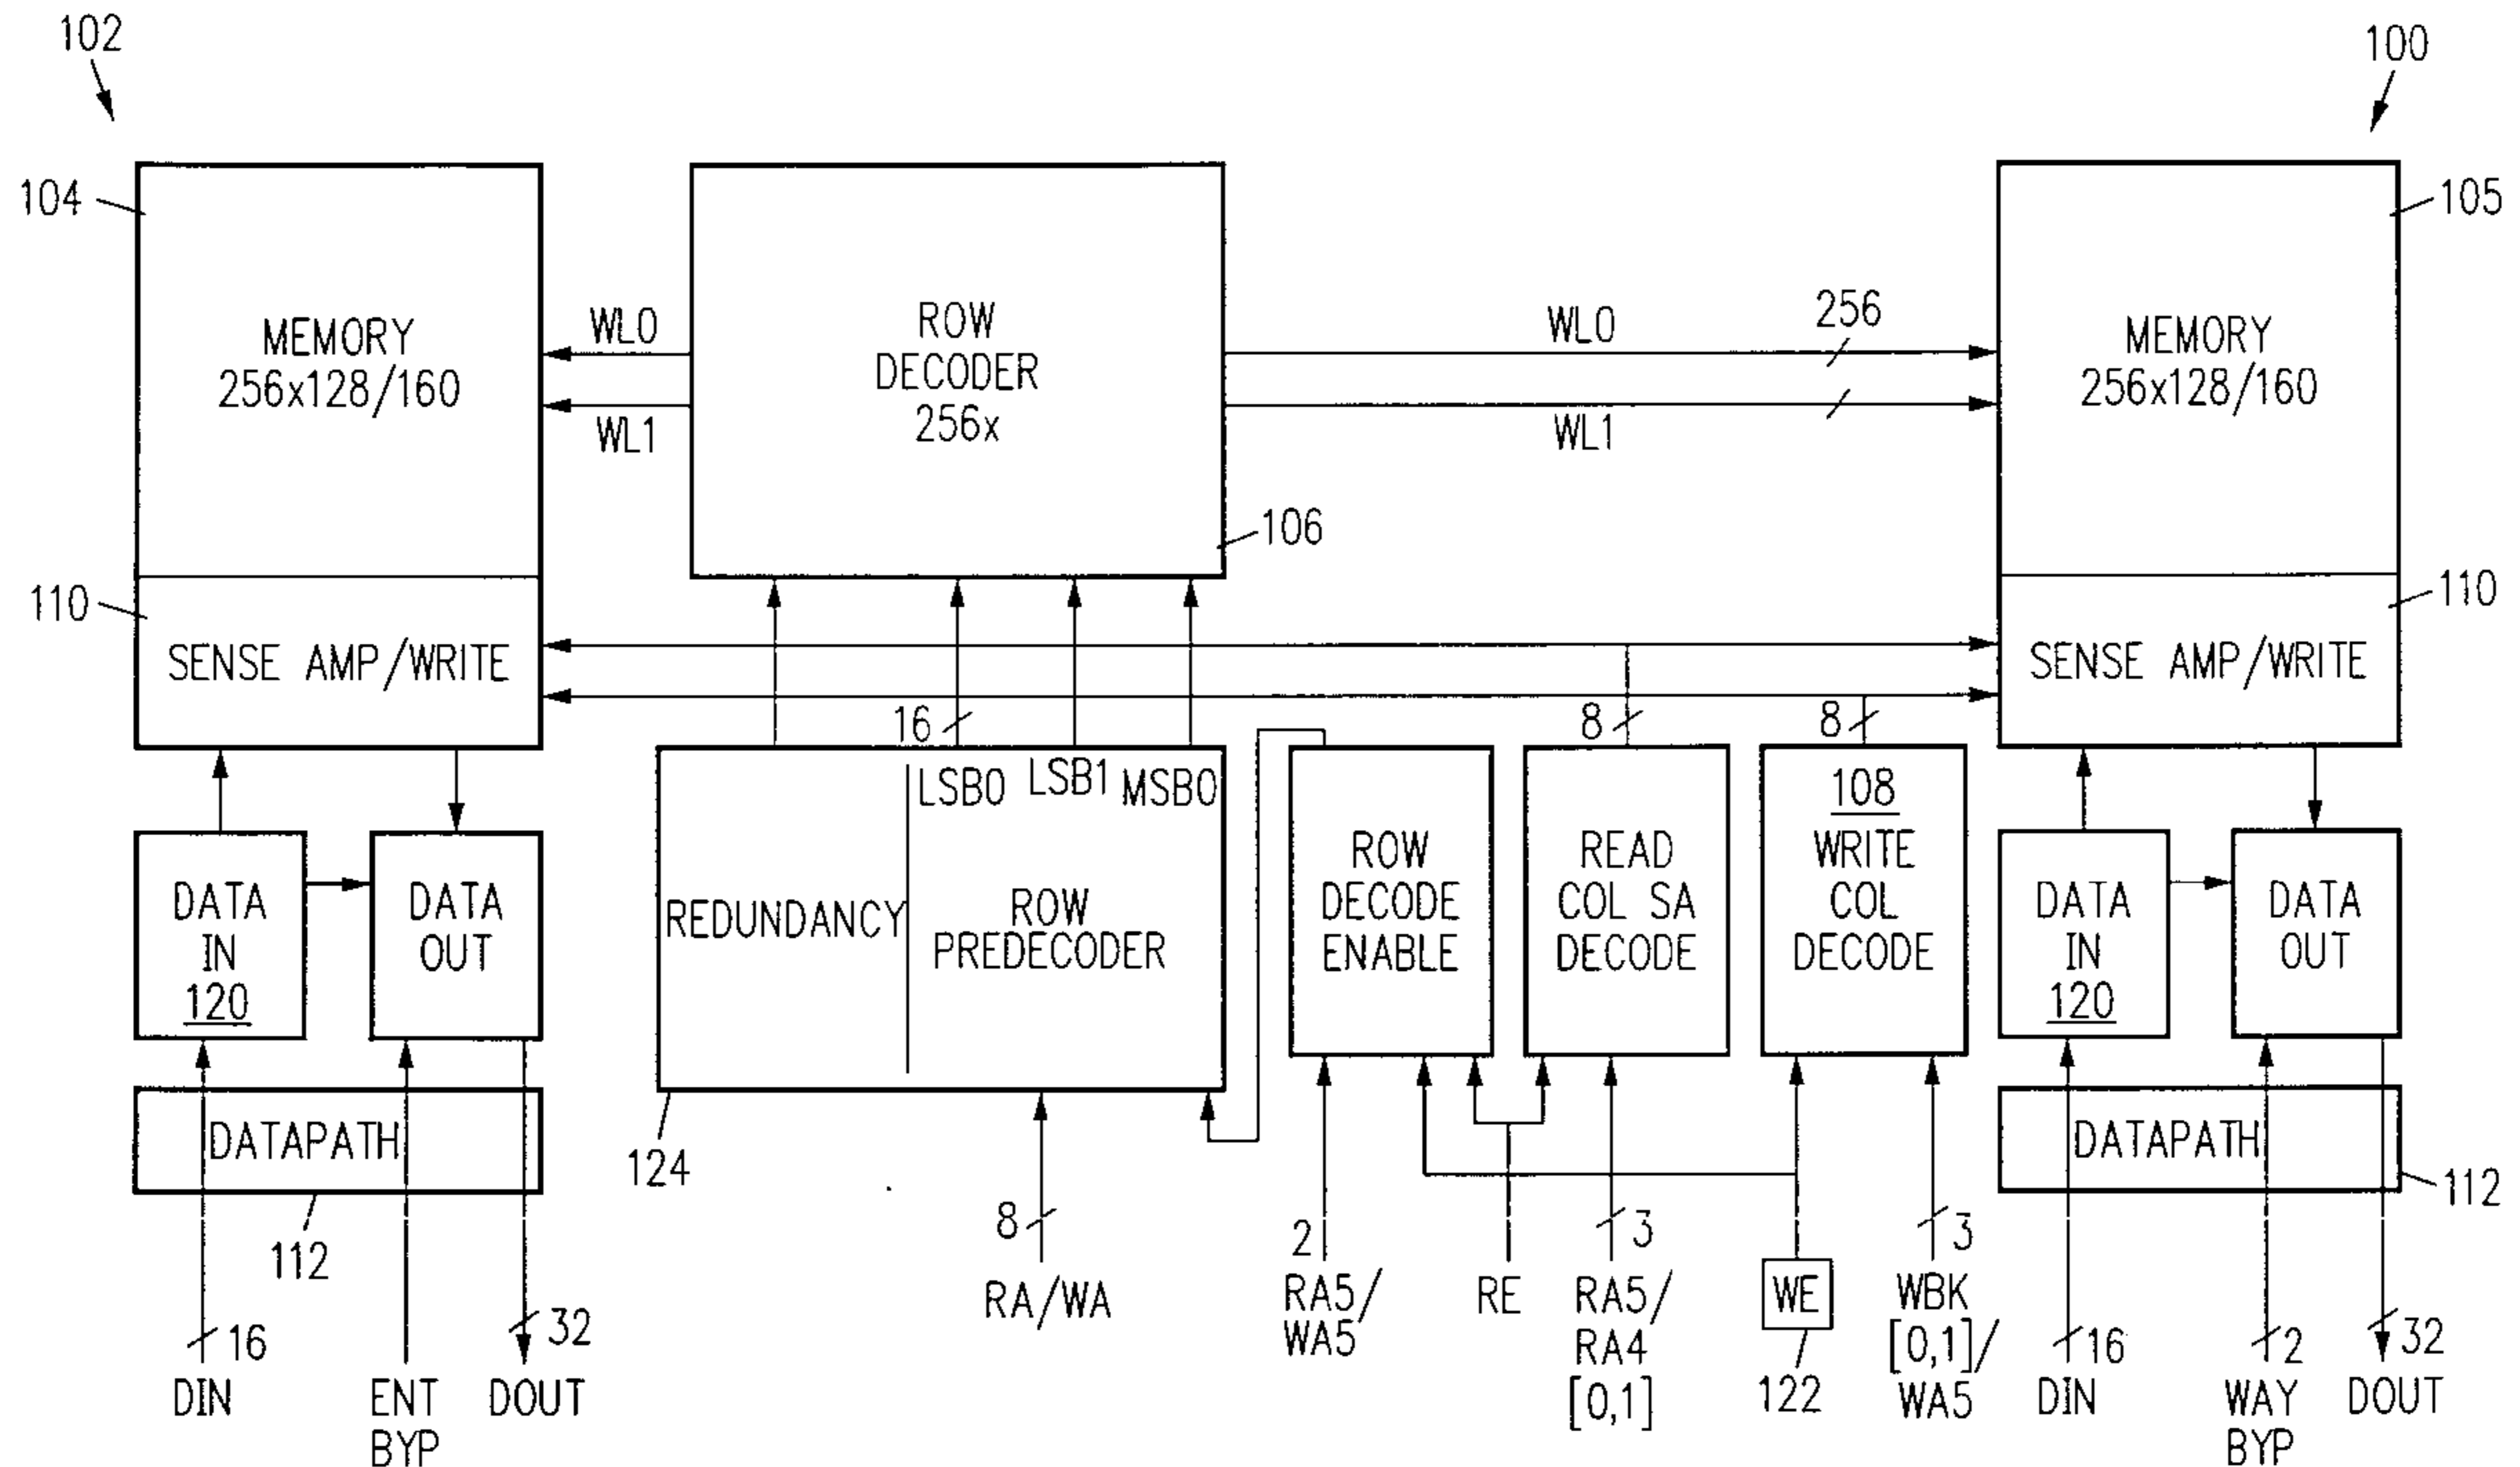 102
100
104
105
MEMORY
256x128/160
WL0
WL1
ROW
DECODER
256x
WL0
256
WL1
MEMORY
256x128/160
106
110
SENSE AMP/WRITE
110
SENSE AMP/WRITE
16
8
8
DATA
IN
120
DATA
OUT
REDUNDANCY
LSB0
LSB1
MSB0
ROW
PREDECODER
ROW
DECODE
ENABLE
READ
COL SA
DECODE
108
WRITE
COL
DECODE
DATA
IN
120
DATA
OUT
DATAPATH
112
124
DATAPATH
112
16
DIN
ENT
BYP
32
DOUT
8
RA/WA
2
RA5/
WA5
RE
3
RA5/
RA4
[0,1]
WE
122
3
WBK
[0,1]/
WA5
16
DIN
2
WAY
BYP
32
DOUT